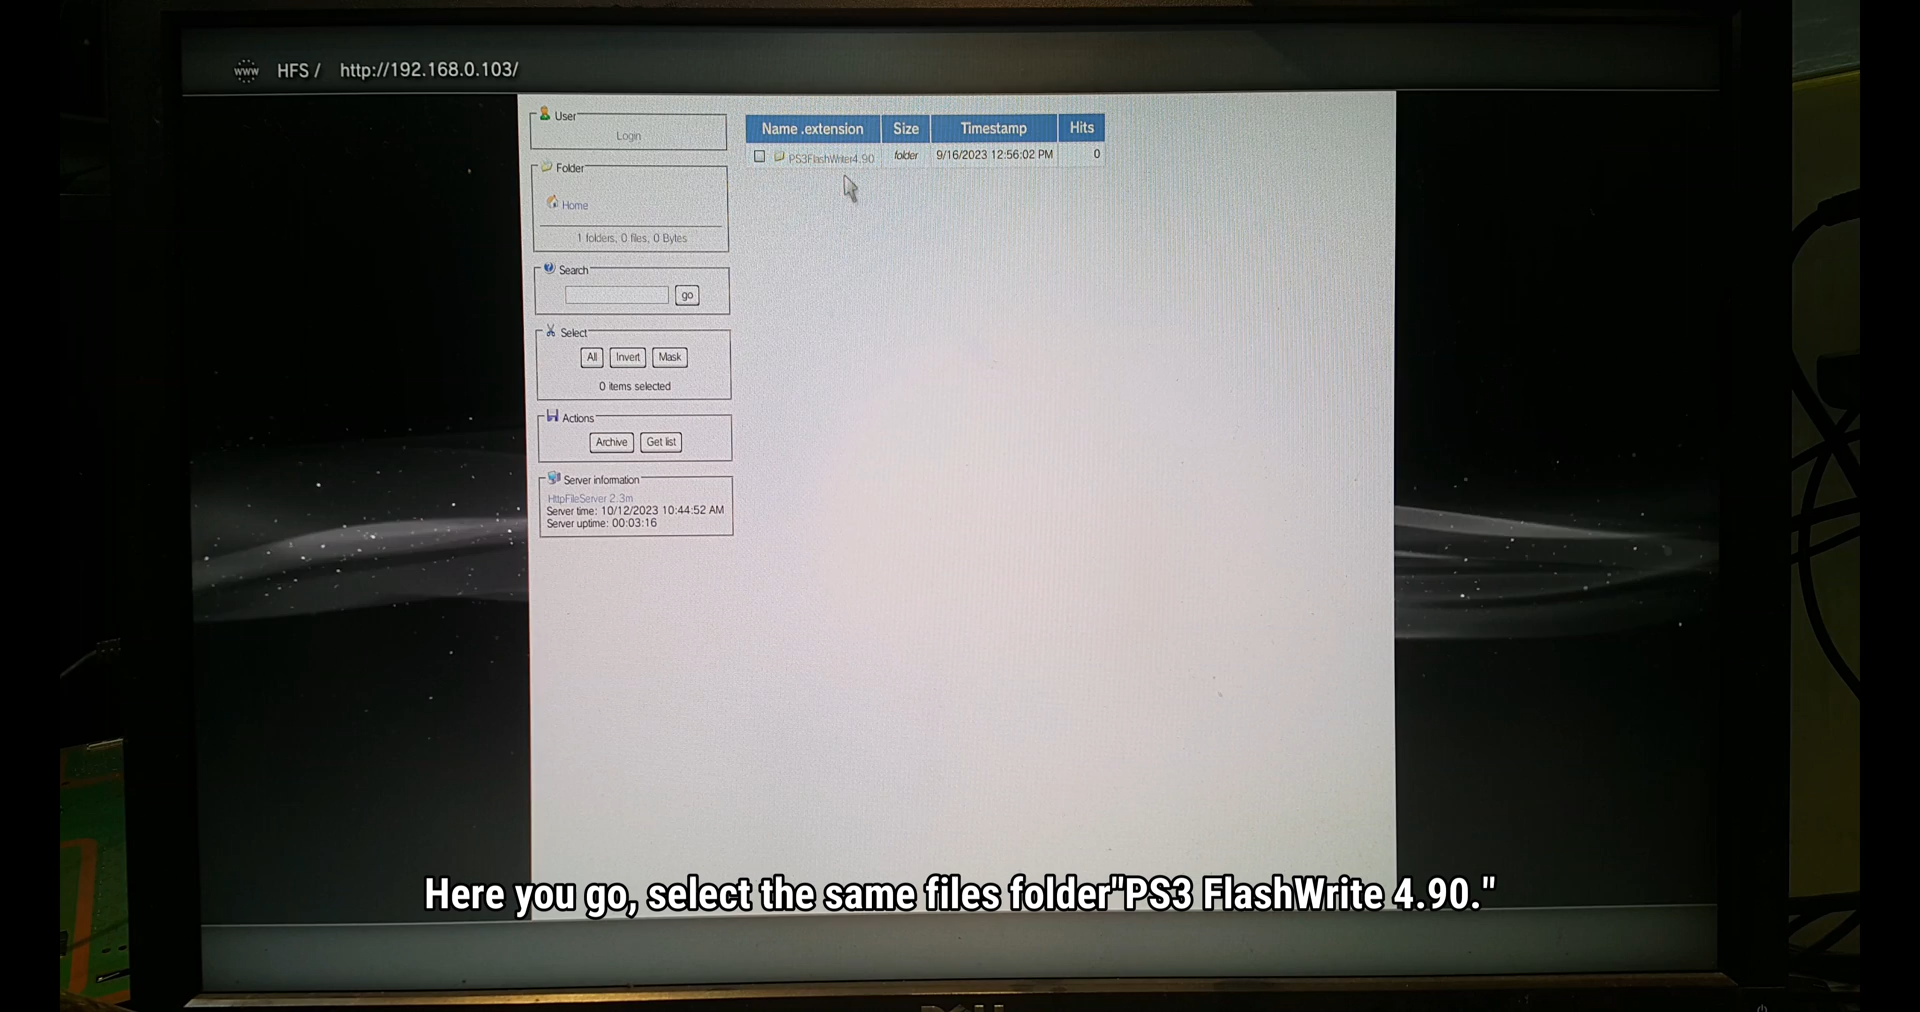 www HFS / http://192.168.0.103/
User
Login
Folder
Home
1 folders, 0 files, 0 Bytes
Search
go
Select
All Invert Mask
0 items selected
Actions
Archive Get list
Server information
HttpFileServer 2.3m
Server time: 10/12/2023 10:44:52 AM
Server uptime: 00:03:16
Name .extension Size Timestamp Hits
PS3FlashWriter4.90 folder 9/16/2023 12:56:02 PM 0
Here you go, select the same files folder"PS3 FlashWrite 4.90."